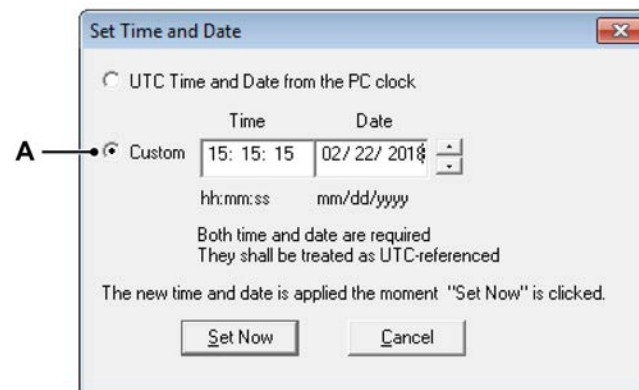 Set Time and Date
UTC Time and Date from the PC clock
Time Date
A Custom 15: 15: 15 02/ 22/ 2018
hh:mm:ss mm/dd/yyyy
Both time and date are required
They shall be treated as UTC-referenced
The new time and date is applied the moment "Set Now" is clicked.
Set Now Cancel